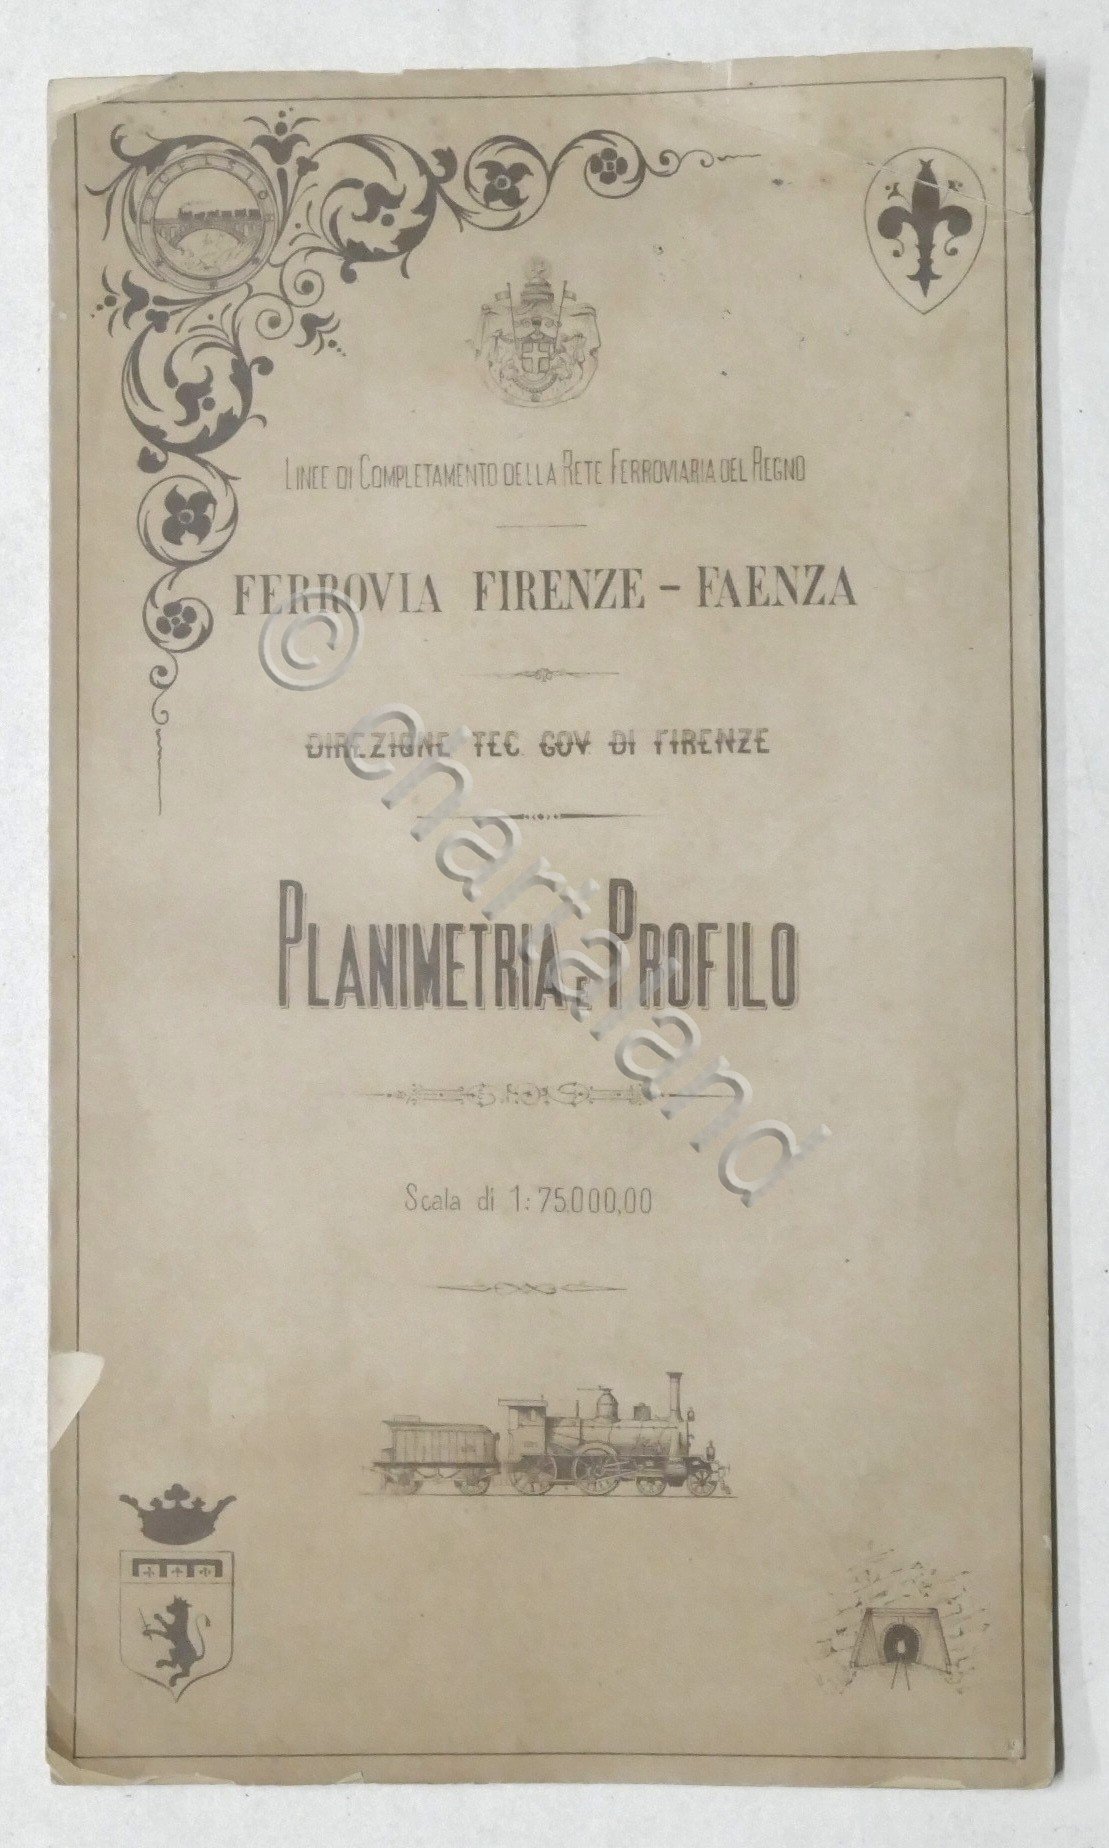 LINEE DI COMPLETAMENTO DELLA RETE FERROVIARIA DEL REGNO
FERROVIA FIRENZE - FAENZA
DIREZIONE TEC GOV DI FIRENZE
PLANIMETRIA E PROFILO
Scala di 1:75000,00
© chartaland